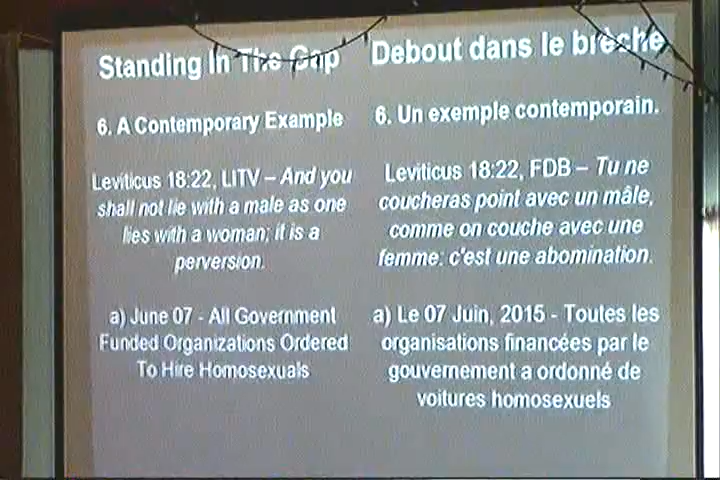 Standing In The Gap
6. A Contemporary Example
Leviticus 18:22, LITV – And you
shall not lie with a male as one
lies with a woman; it is a
perversion.
a) June 07 - All Government
Funded Organizations Ordered
To Hire Homosexuals
Debout dans le brèche
6. Un exemple contemporain.
Leviticus 18:22, FDB – Tu ne
coucheras point avec un mâle,
comme on couche avec une
femme: c'est une abomination.
a) Le 07 Juin, 2015 - Toutes les
organisations financées par le
gouvernement a ordonné de
voitures homosexuels